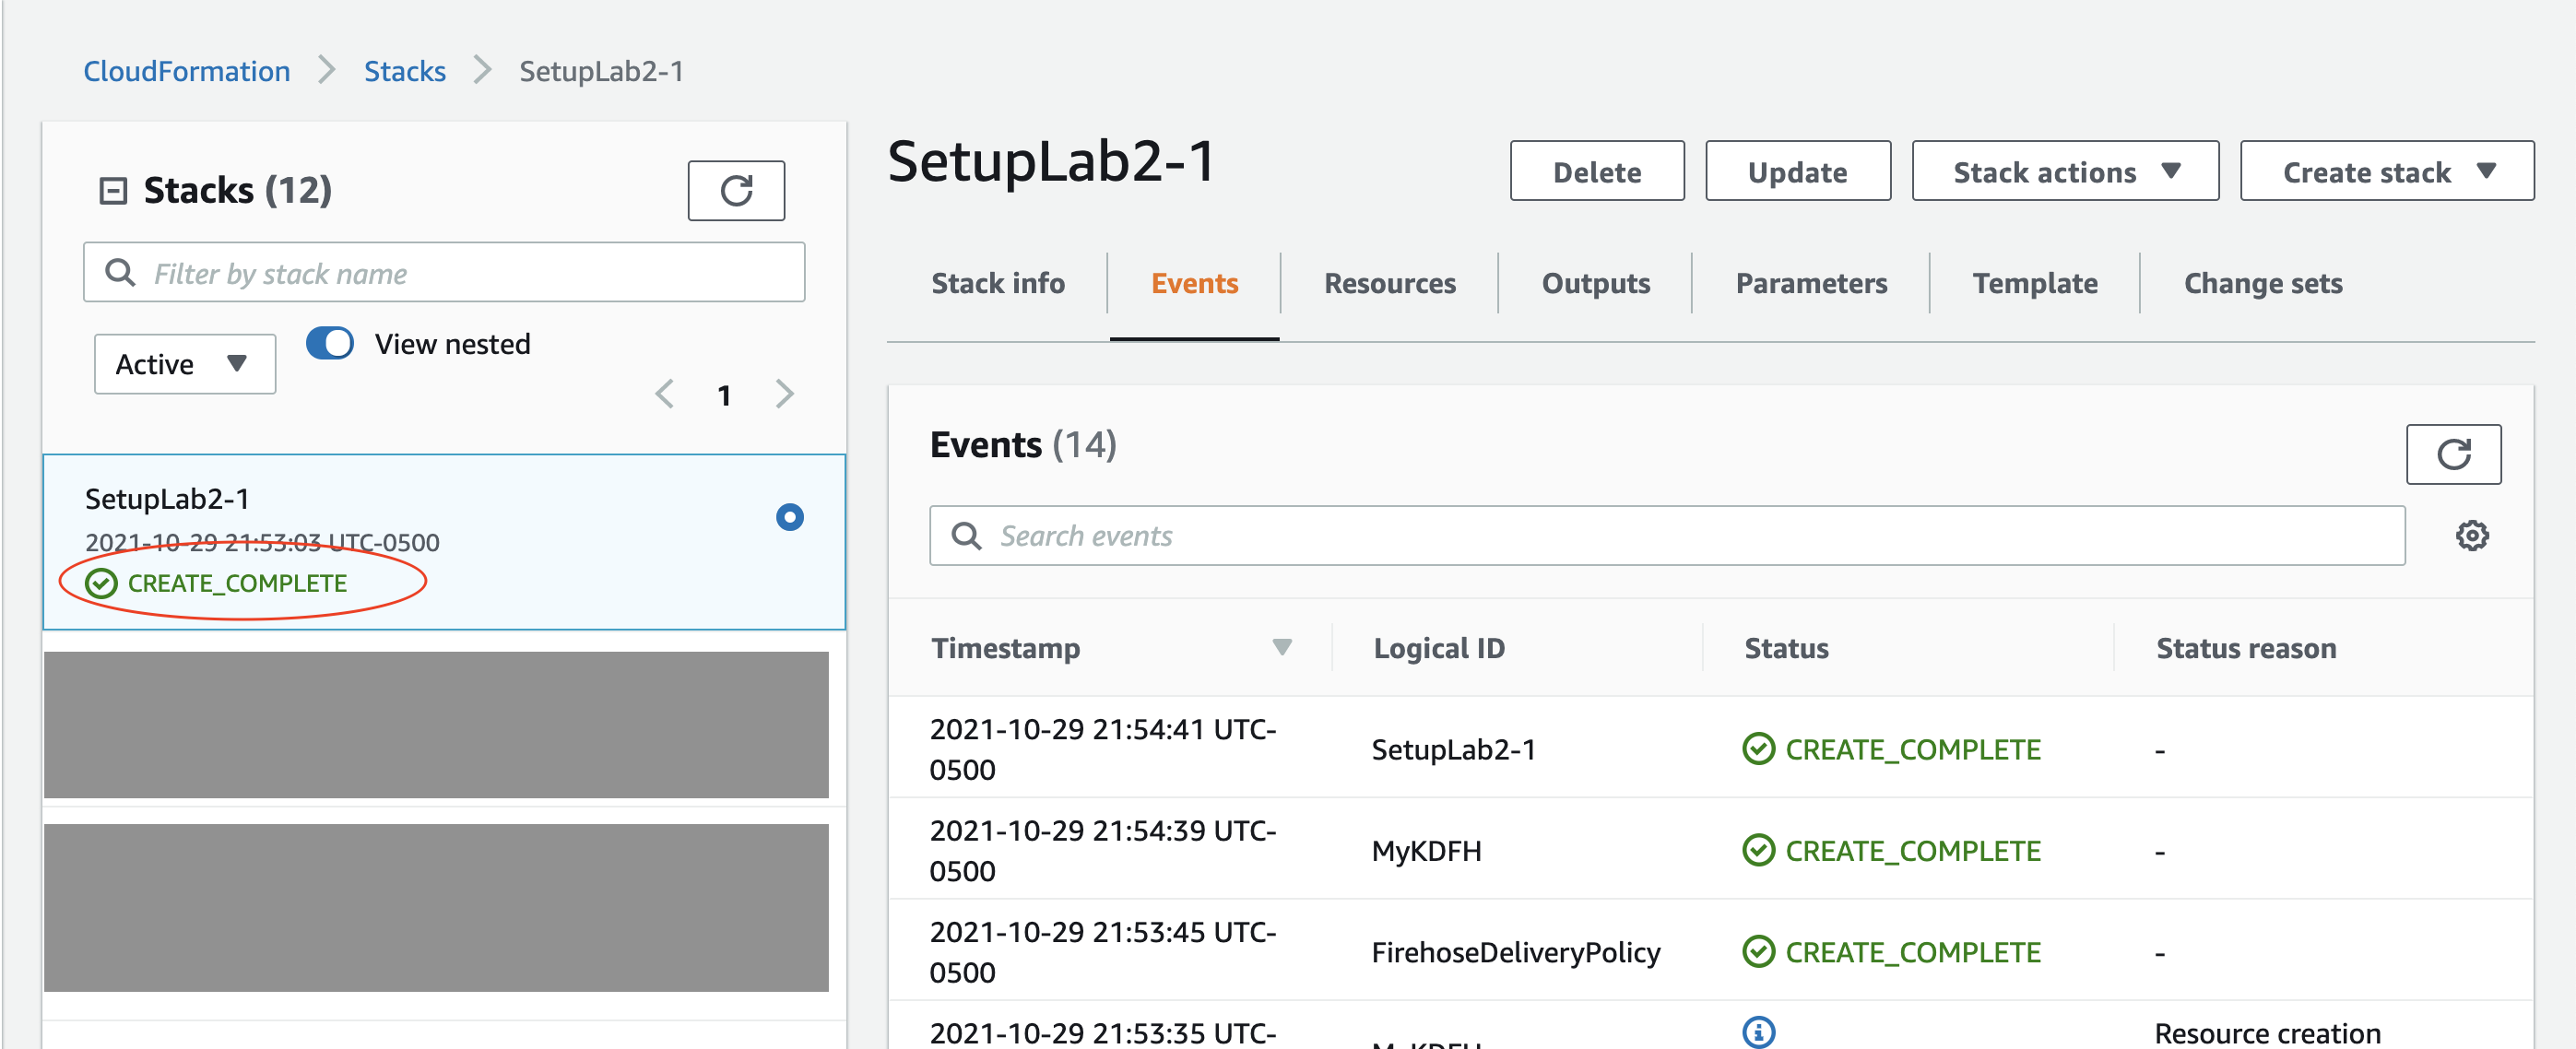 CloudFormation > Stacks > SetupLab2-1
Stacks (12)
Filter by stack name
Active
View nested
1
SetupLab2-1
2021-10-29 21:53:03 UTC-0500
CREATE_COMPLETE
SetupLab2-1
Delete
Update
Stack actions
Create stack
Stack info
Events
Resources
Outputs
Parameters
Template
Change sets
Events (14)
Search events
Timestamp Logical ID Status Status reason
2021-10-29 21:54:41 UTC-
0500
SetupLab2-1
CREATE_COMPLETE
-
2021-10-29 21:54:39 UTC-
0500
MyKDFH
CREATE_COMPLETE
-
2021-10-29 21:53:45 UTC-
0500
FirehoseDeliveryPolicy
CREATE_COMPLETE
-
2021-10-29 21:53:35 UTC-
MyKDFH
Resource creation